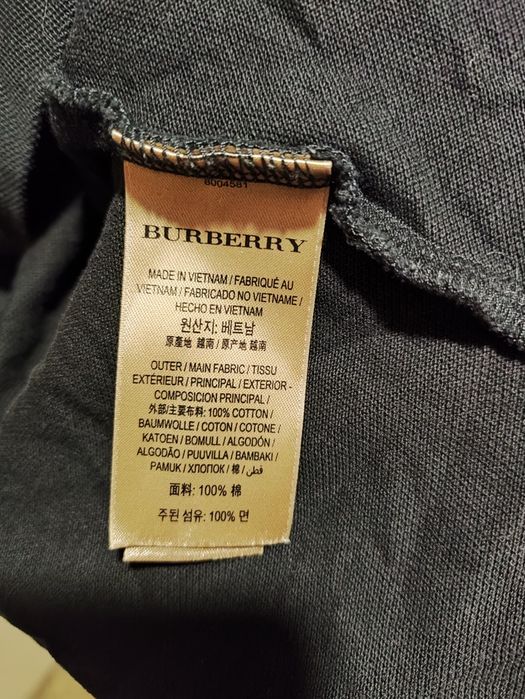 8004581
BURBERRY
MADE IN VIETNAM / FABRIQUÉ AU
VIETNAM / FABRICADO NO VIETNAME /
HECHO EN VIETNAM
원산지: 베트남
原產地 越南 / 原产地 越南
OUTER / MAIN FABRIC / TISSU
EXTÉRIEUR / PRINCIPAL / EXTERIOR -
COMPOSICIÓN PRINCIPAL /
外部/主要布料: 100% COTTON /
BAUMWOLLE / COTON / COTONE /
KATOEN / BOMULL / ALGODÓN /
ALGODÃO / PUUVILLA / BAMBAKI /
PAMUK / ХЛОПОК / 棉 / قطن
面料: 100% 棉
주된 섬유: 100% 면